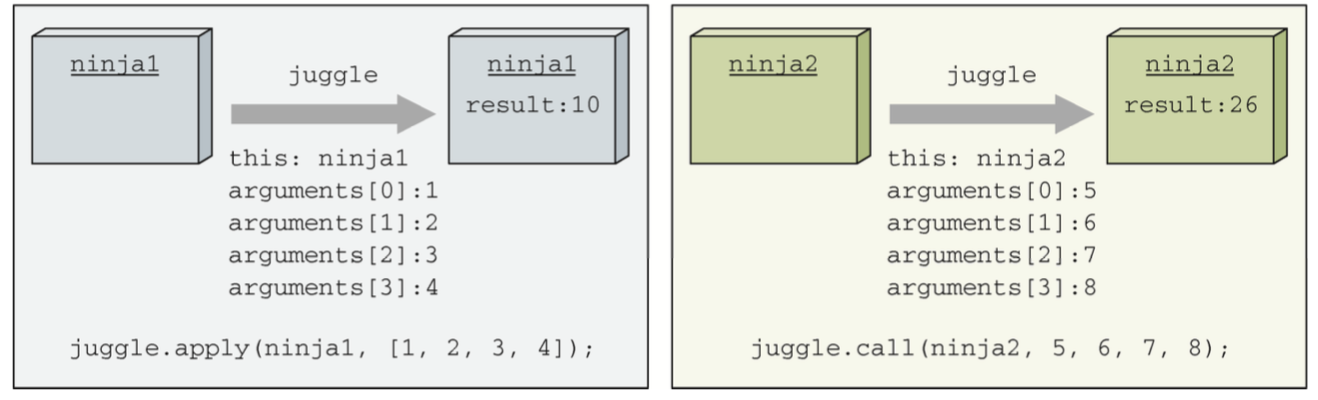 ninja1
juggle
ninja1
result:10
this: ninja1
arguments[0]:1
arguments[1]:2
arguments[2]:3
arguments[3]:4
juggle.apply(ninja1, [1, 2, 3, 4]);
ninja2
juggle
ninja2
result:26
this: ninja2
arguments[0]:5
arguments[1]:6
arguments[2]:7
arguments[3]:8
juggle.call(ninja2, 5, 6, 7, 8);